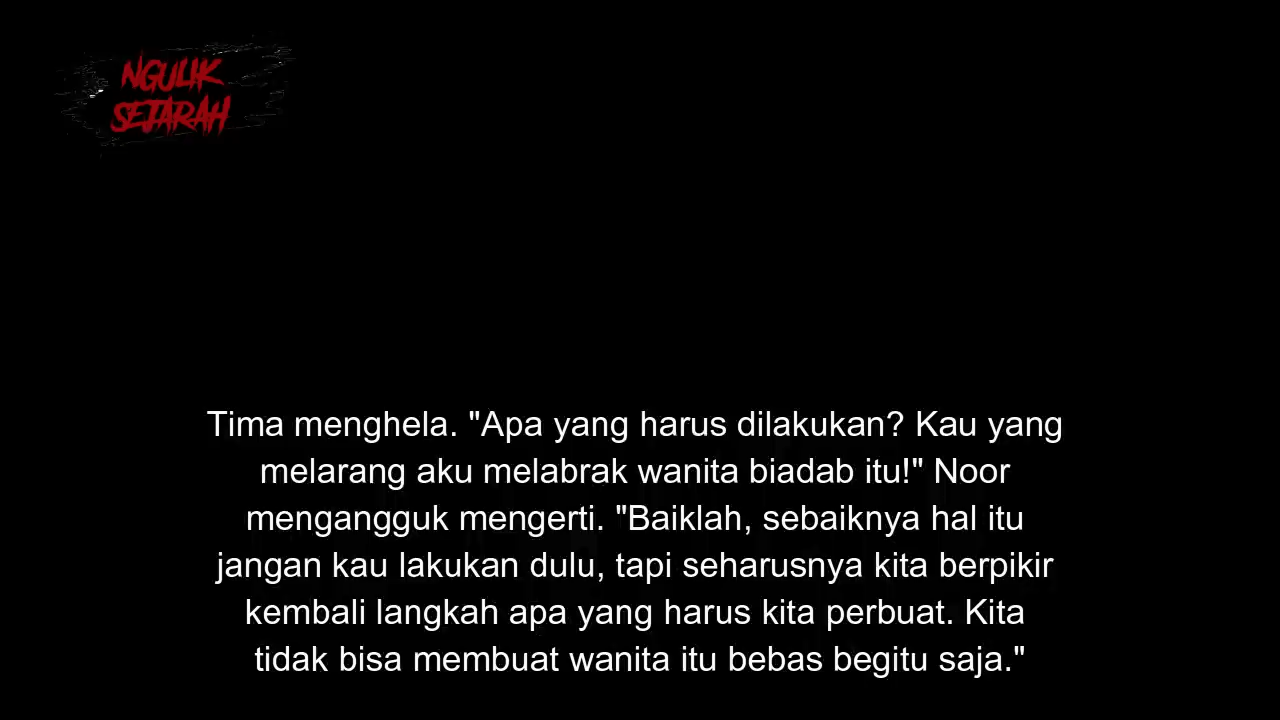 NGULIK
SEJARAH
Tima menghela. "Apa yang harus dilakukan? Kau yang
melarang aku melabrak wanita biadab itu!" Noor
mengangguk mengerti. "Baiklah, sebaiknya hal itu
jangan kau lakukan dulu, tapi seharusnya kita berpikir
kembali langkah apa yang harus kita perbuat. Kita
tidak bisa membuat wanita itu bebas begitu saja."